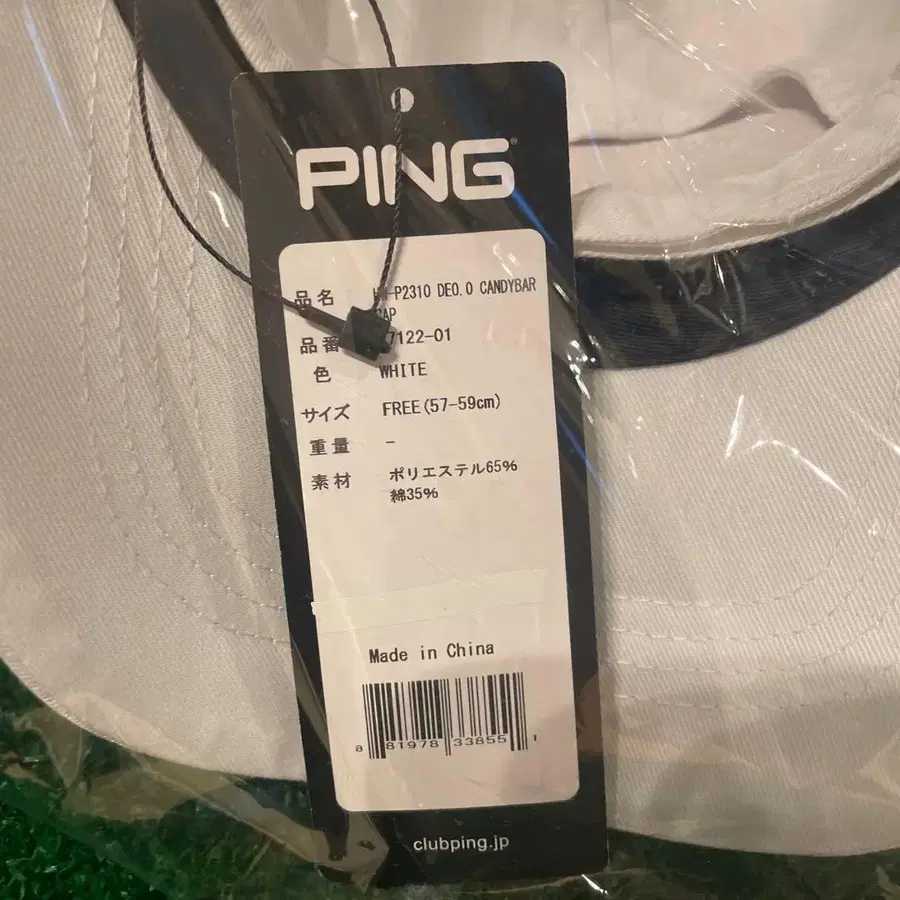 PING
品名 -P2310 DEO.O CANDYBAR
CAP
品番 7122-01
色 WHITE
サイズ FREE(57-59cm)
重量 -
素材 ポリエステル65%
綿35%
Made in China
8 81978 33855 1
clubping.jp